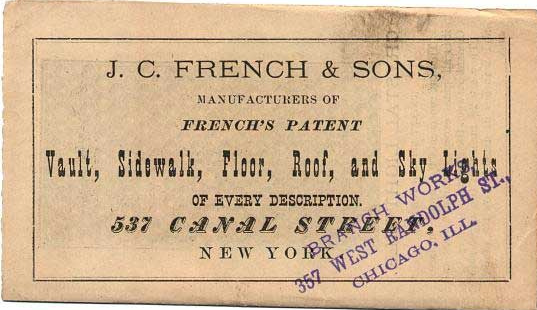 J. C. FRENCH & SONS,
MANUFACTURERS OF
FRENCH'S PATENT
Vault, Sidewalk, Floor, Roof, and Sky Lights
OF EVERY DESCRIPTION.
537 CANAL STREET,
NEW YORK.
BRANCH WORKS,
357 WEST RANDOLPH ST.,
CHICAGO, ILL.